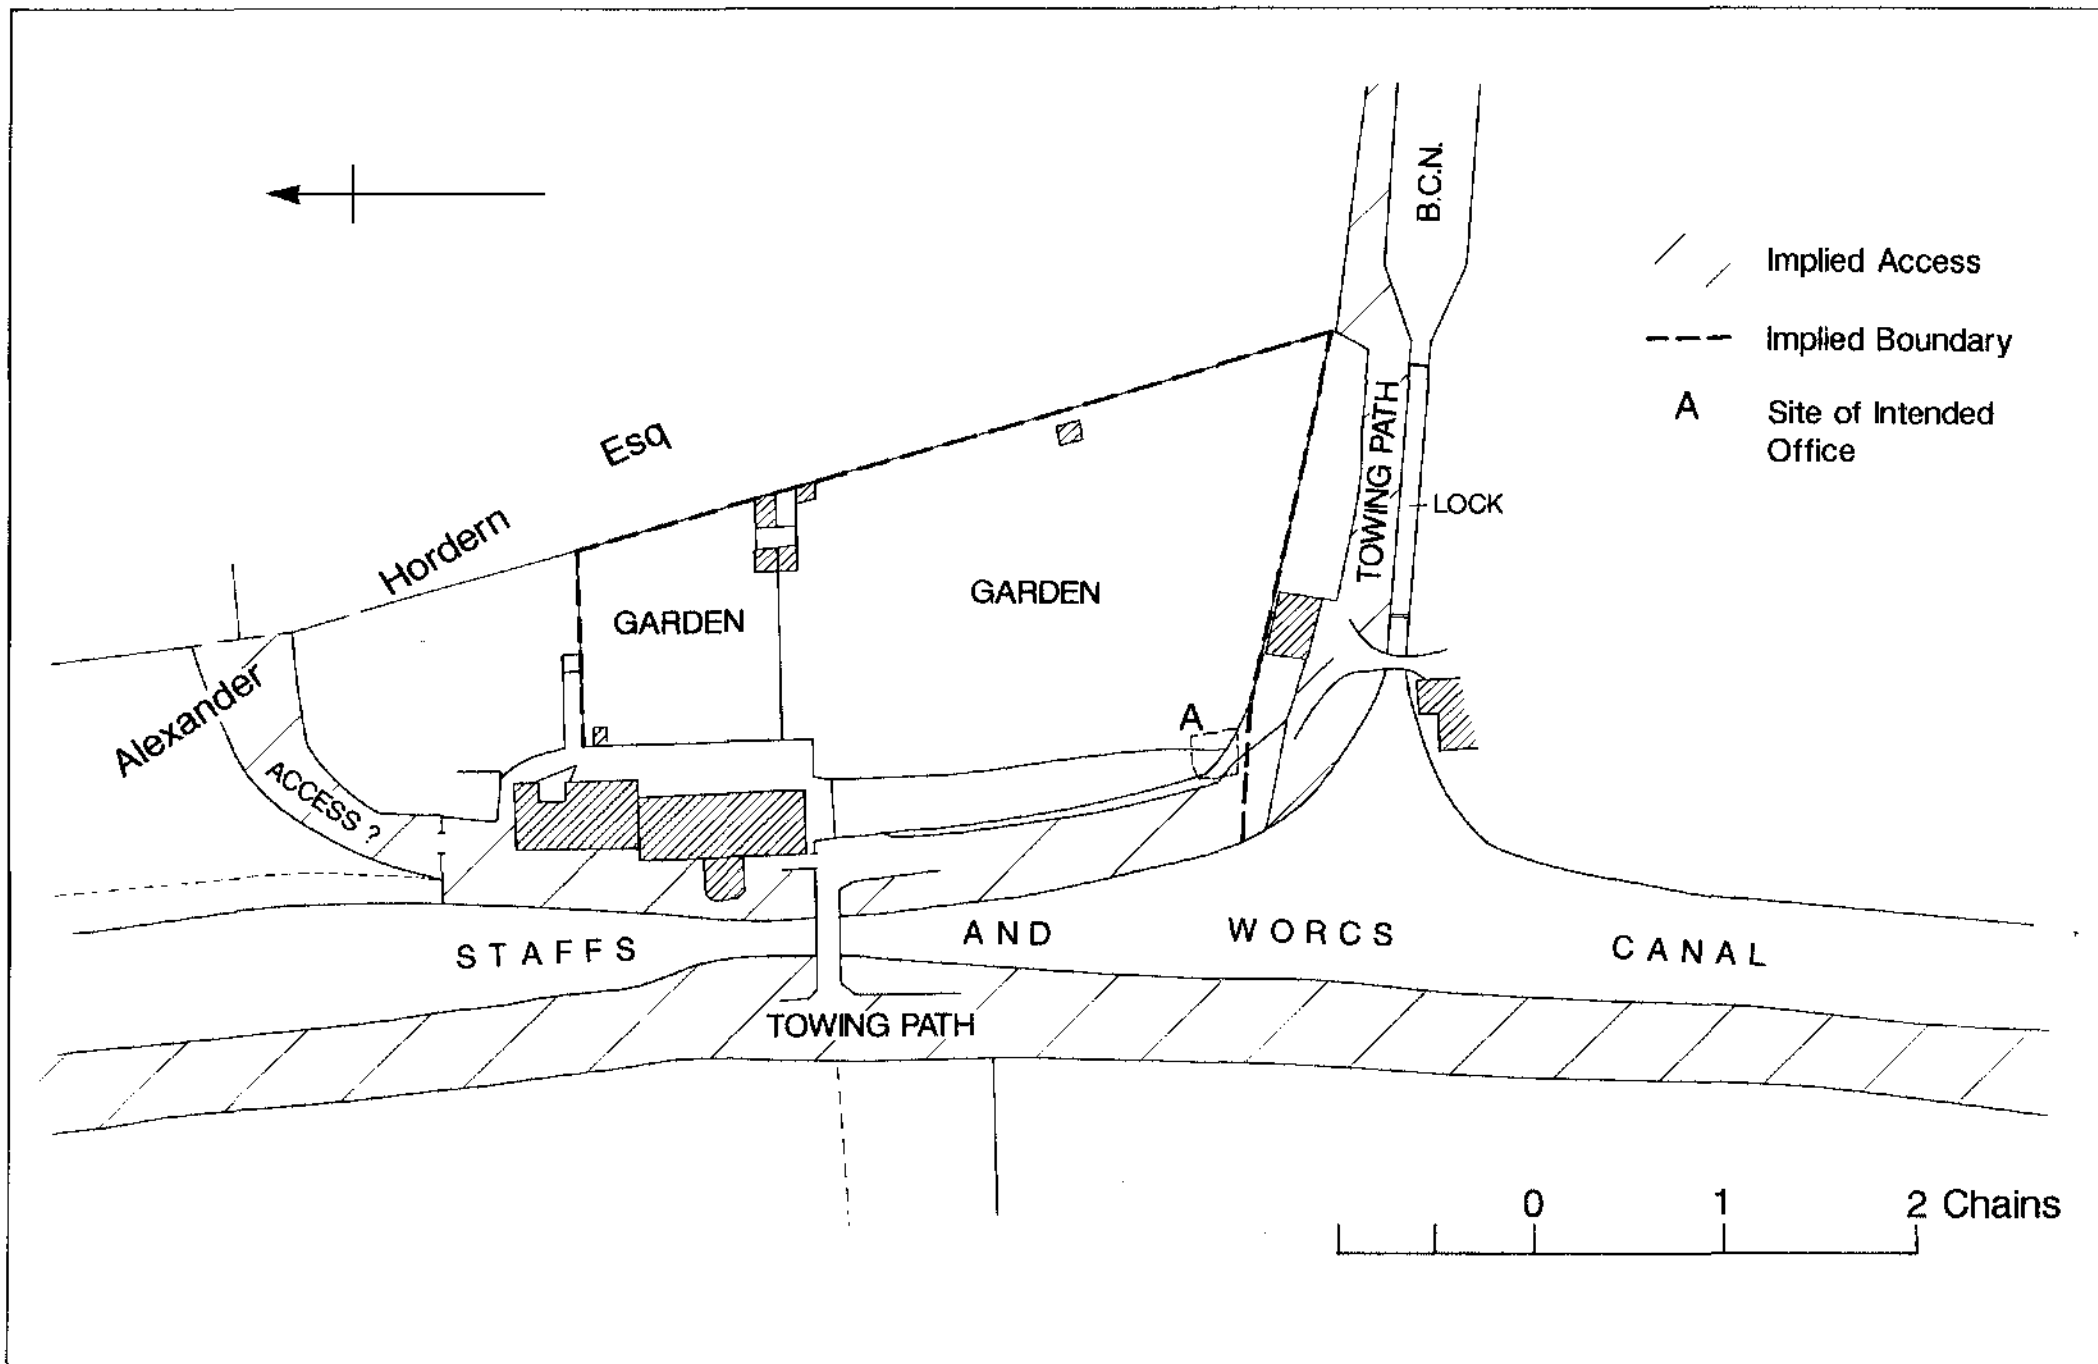 B.C.N.
Implied Access
Implied Boundary
A
Site of Intended
Office
Alexander Hordern Esq
TOWING PATH
LOCK
GARDEN
GARDEN
A
ACCESS ?
STAFFS AND WORCS CANAL
TOWING PATH
0 1 2 Chains